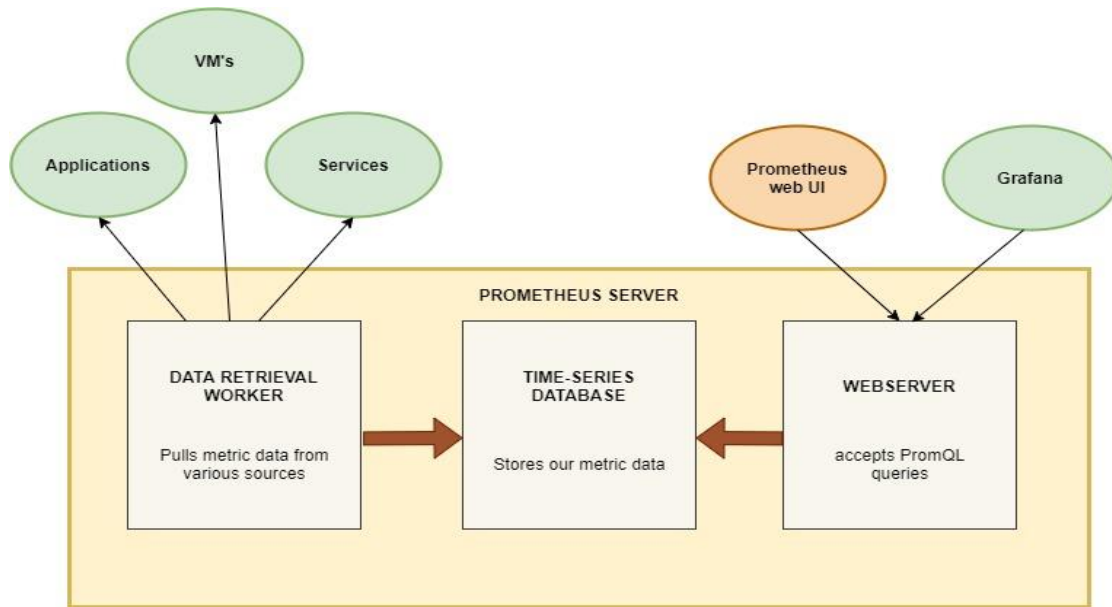 VM's
Applications
Services
Prometheus
web UI
Grafana
PROMETHEUS SERVER
DATA RETRIEVAL
WORKER
Pulls metric data from
various sources
TIME-SERIES
DATABASE
Stores our metric data
WEBSERVER
accepts PromQL
queries